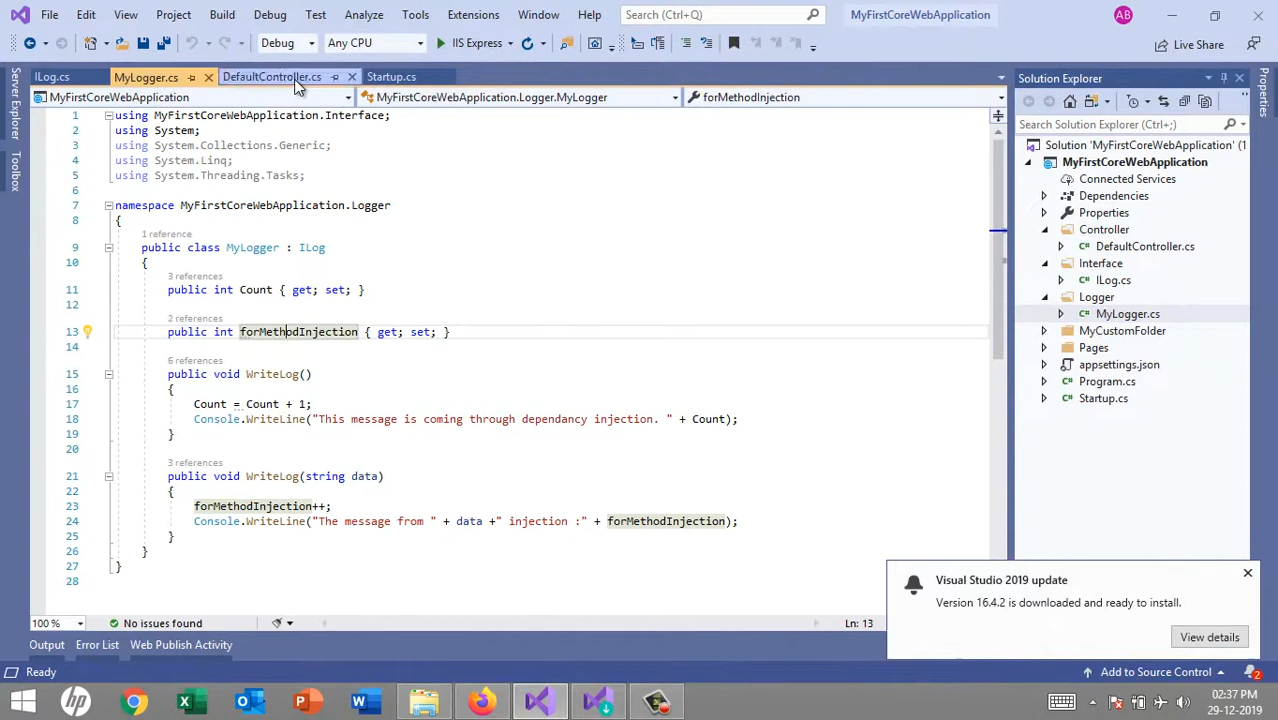 File Edit View Project Build Debug Test Analyze Tools Extensions Window Help Search (Ctrl+Q) MyFirstCoreWebApplication AB
Debug Any CPU IIS Express Live Share
ILog.cs MyLogger.cs DefaultController.cs Startup.cs
MyFirstCoreWebApplication MyFirstCoreWebApplication.Logger.MyLogger forMethodInjection
Server Explorer
Toolbox
1 using MyFirstCoreWebApplication.Interface;
2 using System;
3 using System.Collections.Generic;
4 using System.Linq;
5 using System.Threading.Tasks;
6
7 namespace MyFirstCoreWebApplication.Logger
8 {
1 reference
9 public class MyLogger : ILog
10 {
3 references
11 public int Count { get; set; }
12
2 references
13 public int forMethodInjection { get; set; }
14
6 references
15 public void WriteLog()
16 {
17 Count = Count + 1;
18 Console.WriteLine("This message is coming through dependancy injection. " + Count);
19 }
20
3 references
21 public void WriteLog(string data)
22 {
23 forMethodInjection++;
24 Console.WriteLine("The message from " + data +" injection :" + forMethodInjection);
25 }
26 }
27 }
28
100 % No issues found Ln: 13
Output Error List Web Publish Activity
Solution Explorer
Search Solution Explorer (Ctrl+;)
Solution 'MyFirstCoreWebApplication' (1
MyFirstCoreWebApplication
Connected Services
Dependencies
Properties
Controller
DefaultController.cs
Interface
ILog.cs
Logger
MyLogger.cs
MyCustomFolder
Pages
appsettings.json
Program.cs
Startup.cs
Properties
Visual Studio 2019 update
Version 16.4.2 is downloaded and ready to install.
View details
Ready Add to Source Control 2
02:37 PM
29-12-2019